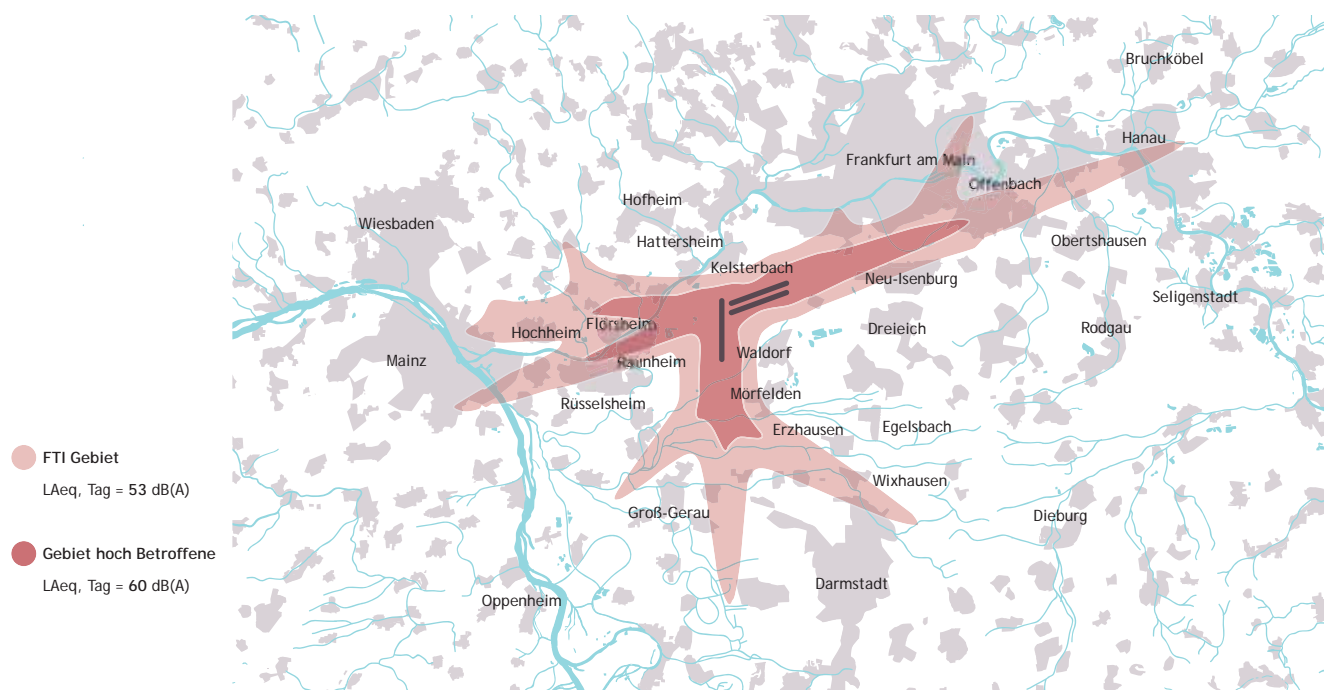 Bruchköbel
Hanau
Frankfurt am Main
Offenbach
Hofheim
Wiesbaden
Hattersheim
Obertshausen
Kelsterbach
Neu-Isenburg
Seligenstadt
Flörsheim
Hochheim
Dreieich
Rodgau
Waldorf
Mainz
Raunheim
Mörfelden
Rüsselsheim
Erzhausen
Egelsbach
FTI Gebiet
LAeq, Tag = 53 dB(A)
Wixhausen
Groß-Gerau
Dieburg
Gebiet hoch Betroffene
LAeq, Tag = 60 dB(A)
Darmstadt
Oppenheim